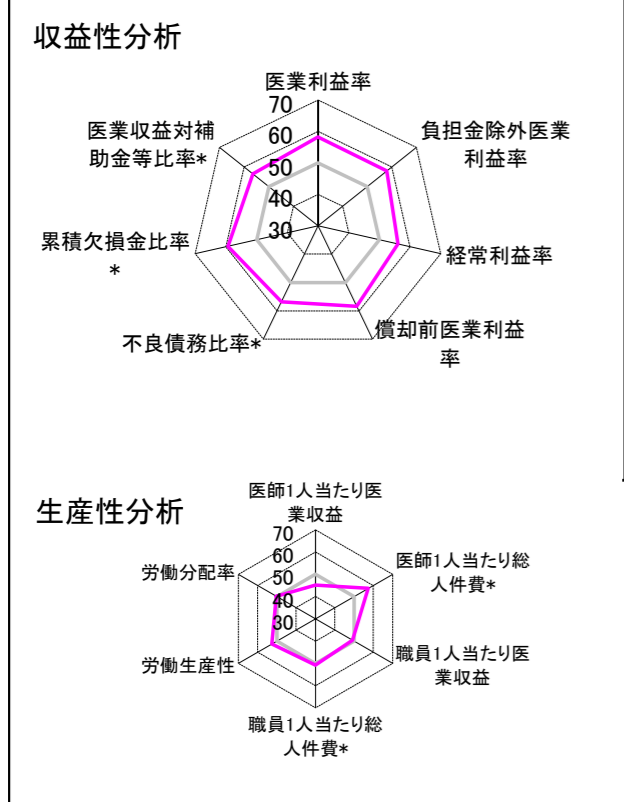 収益性分析
医業利益率
70
60
50
40
30
負担金除外医業
利益率
経常利益率
償却前医業利益
率
不良債務比率*
累積欠損金比率
*
医業収益対補
助金等比率*
生産性分析
医師1人当たり医
業収益
70
60
50
40
30
医師1人当たり総
人件費*
職員1人当たり医
業収益
職員1人当たり総
人件費*
労働生産性
労働分配率